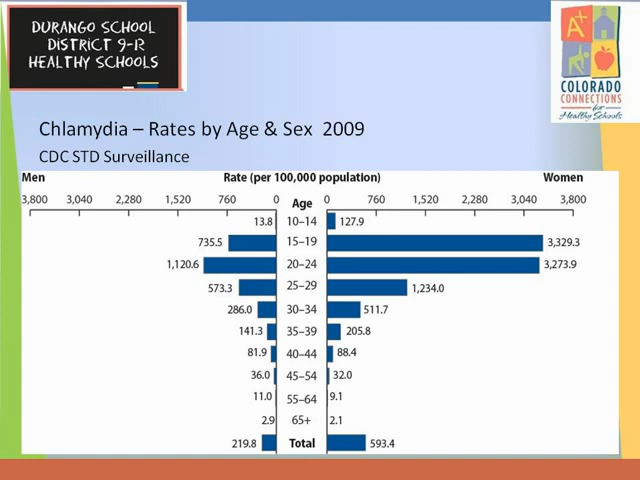 DURANGO SCHOOL
DISTRICT 9-R
HEALTHY SCHOOLS
A+
COLORADO
CONNECTIONS
for
Healthy Schools
Chlamydia – Rates by Age & Sex 2009
CDC STD Surveillance
Men Rate (per 100,000 population) Women
3,800 3,040 2,280 1,520 760 0 Age 0 760 1,520 2,280 3,040 3,800
13.8 10–14 127.9
735.5 15–19 3,329.3
1,120.6 20–24 3,273.9
573.3 25–29 1,234.0
286.0 30–34 511.7
141.3 35–39 205.8
81.9 40–44 88.4
36.0 45–54 32.0
11.0 55–64 9.1
2.9 65+ 2.1
219.8 Total 593.4